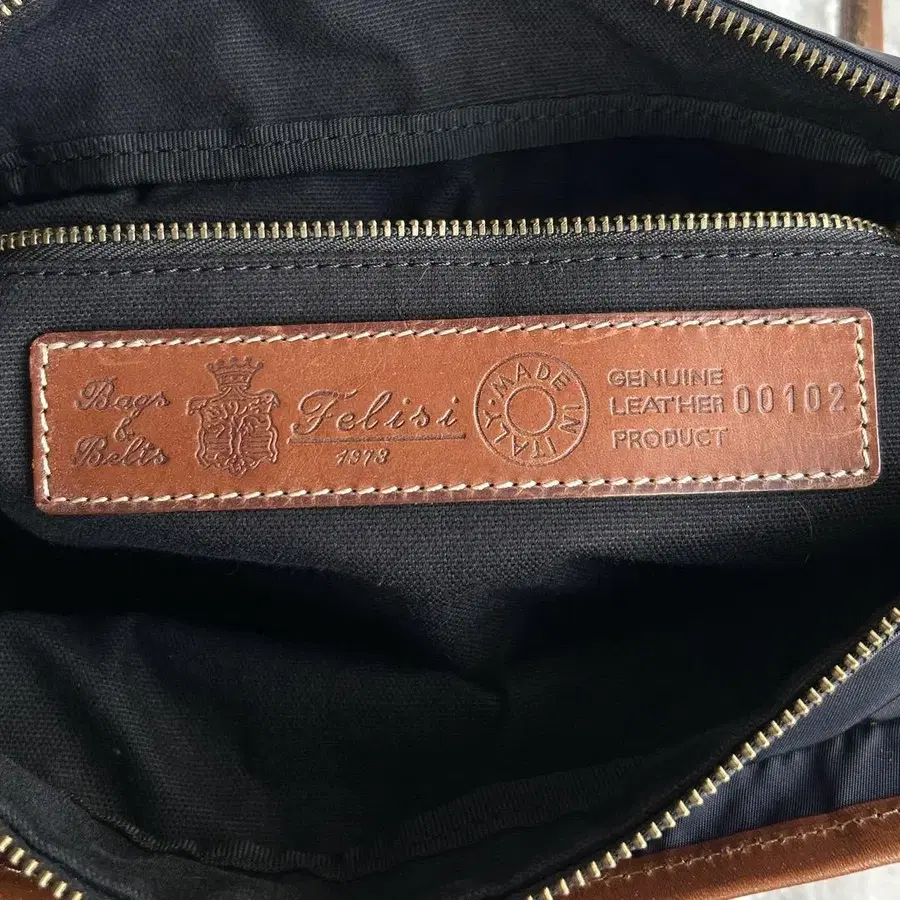 Bags
&
Belts
Felisi
1973
MADE IN ITALY
GENUINE
LEATHER 00102
PRODUCT